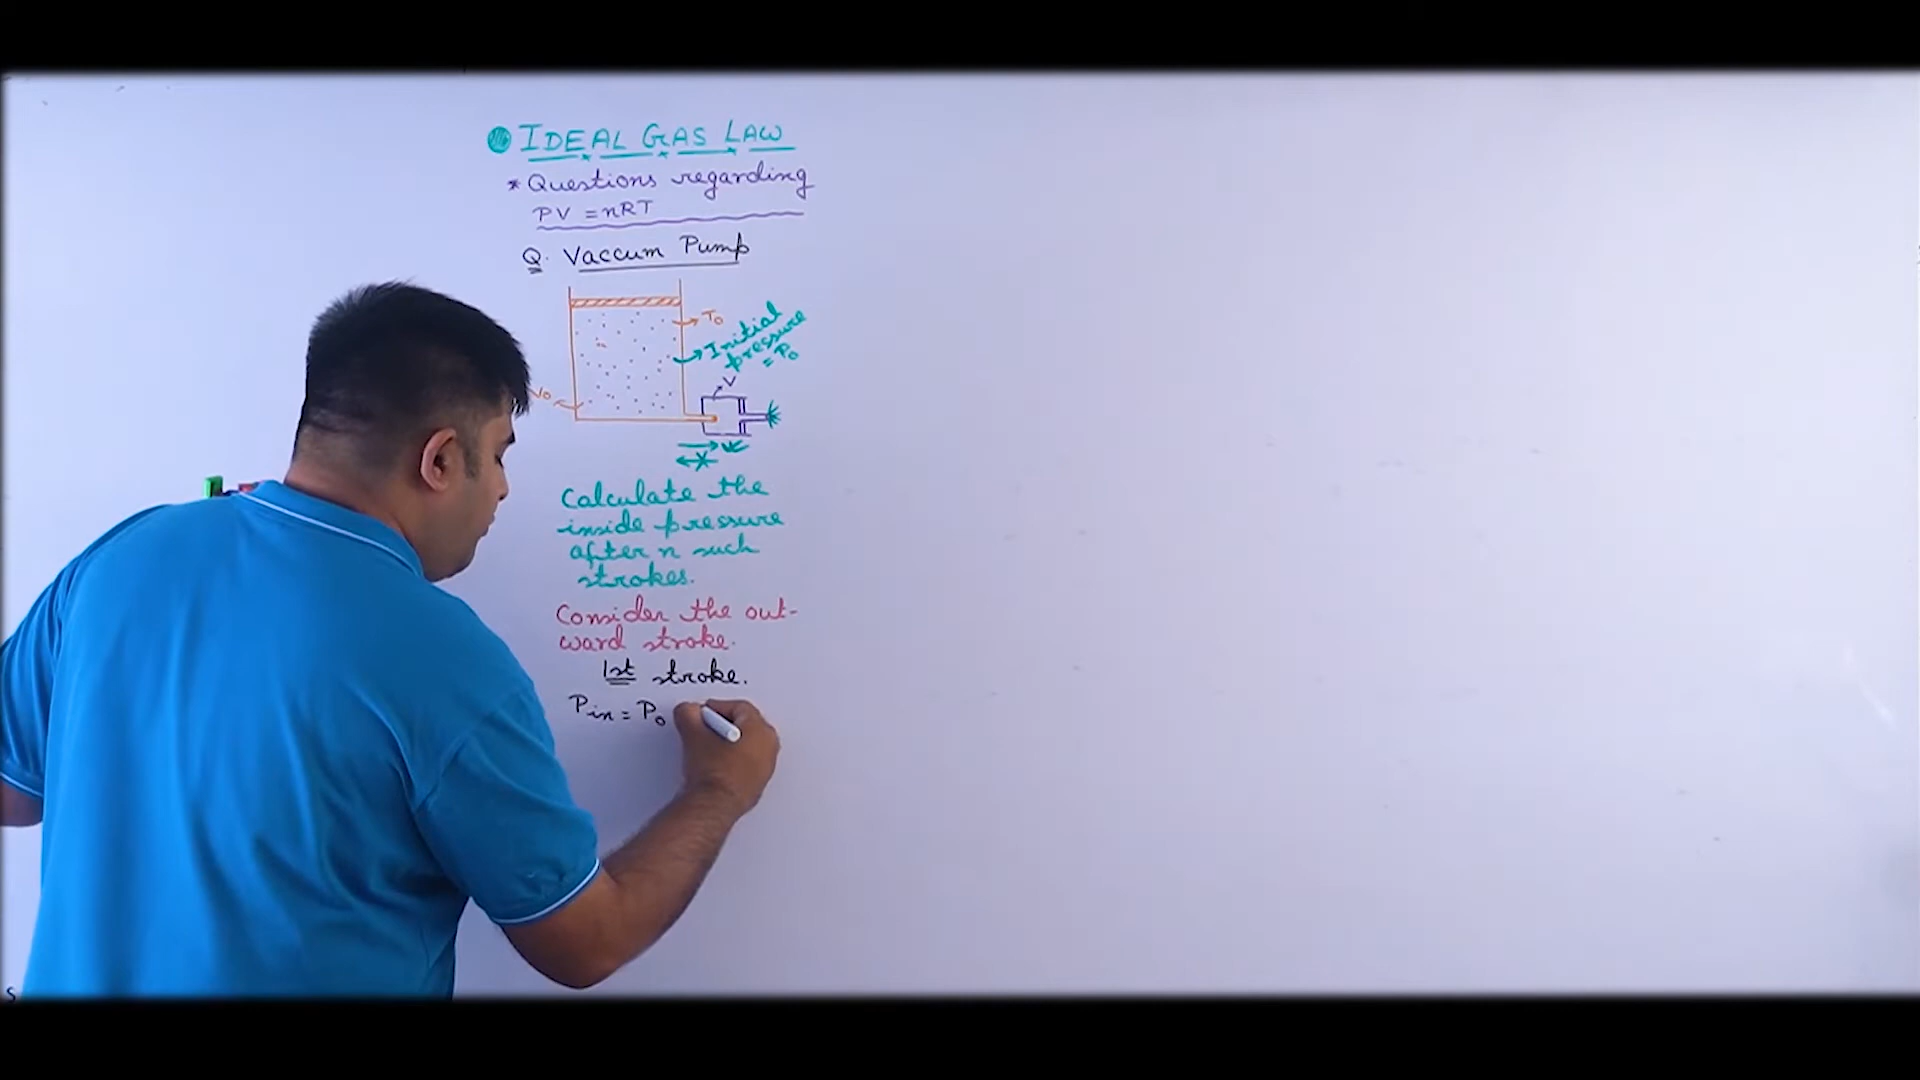 IDEAL GAS LAW
* Questions regarding
PV = nRT
Q. Vaccum Pump
T₀
Initial
pressure
= P₀
V
V₀
Calculate the
inside pressure
after n such
strokes.
Consider the out-
ward stroke.
1st stroke.
Pin = P₀
S